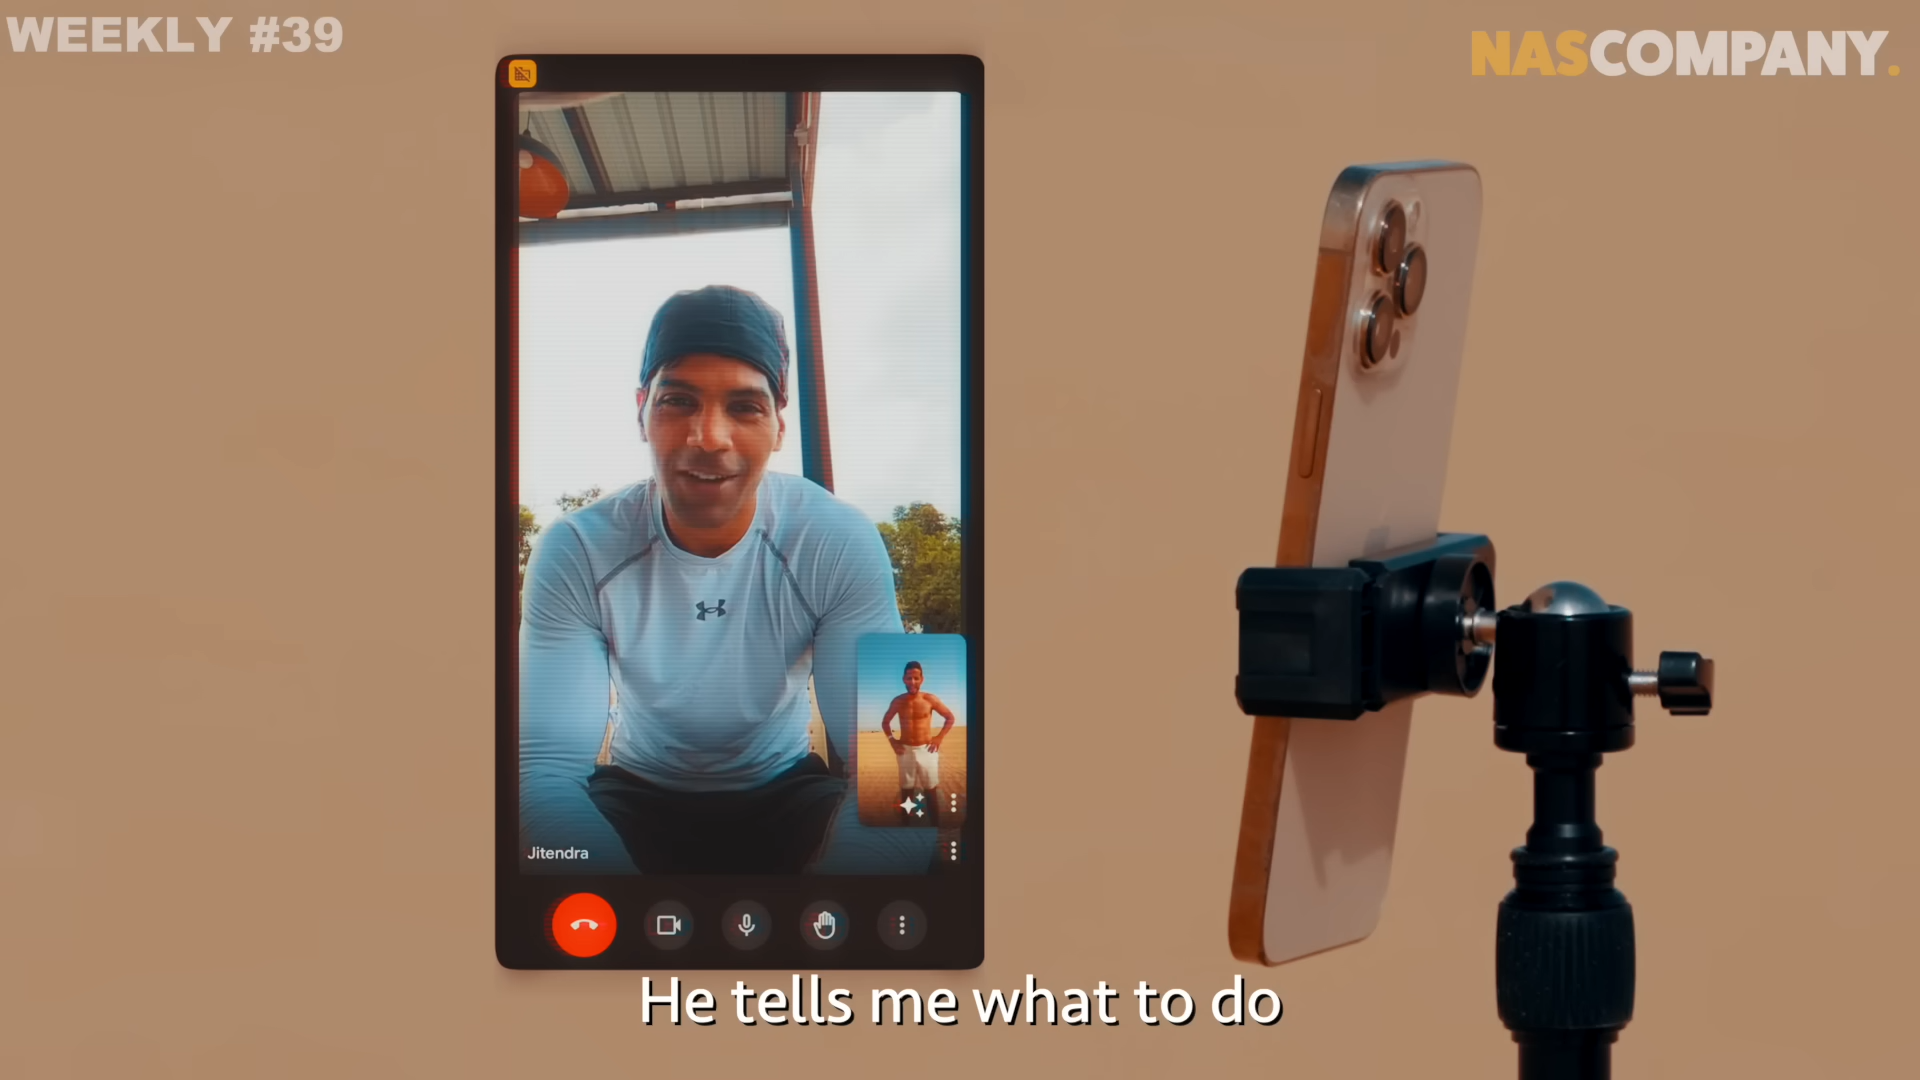 WEEKLY #39
NASCOMPANY.
Jitendra
He tells me what to do